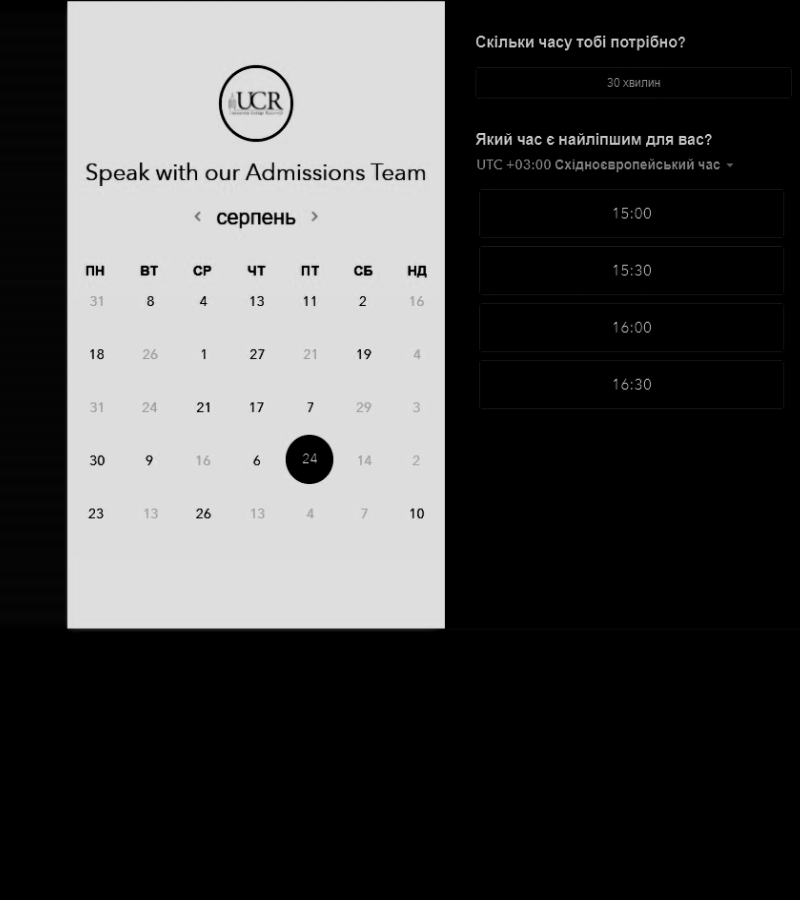 UCR
Speak with our Admissions Team
серпень
ПН ВТ СР ЧТ ПТ СБ НД
31 8 4 13 11 2 16
18 26 1 27 21 19 4
31 24 21 17 7 29 3
30 9 16 6 24 14 2
23 13 26 13 4 7 10
Скільки часу тобі потрібно?
30 хвилин
Який час є найліпшим для вас?
UTC +03:00 Східноєвропейський час
15:00
15:30
16:00
16:30